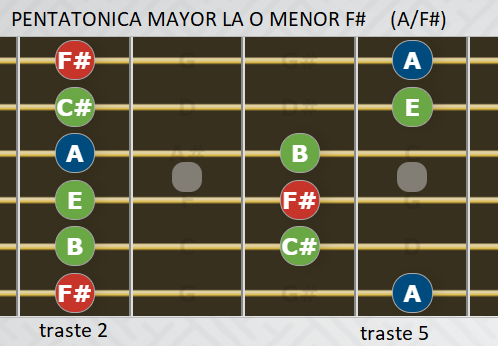 PENTATONICA MAYOR LA O MENOR F# (A/F#)
F# G G# A
C# D D# E
A A# B C
E F F# G
B C C# D
F# G G# A
traste 2 traste 5